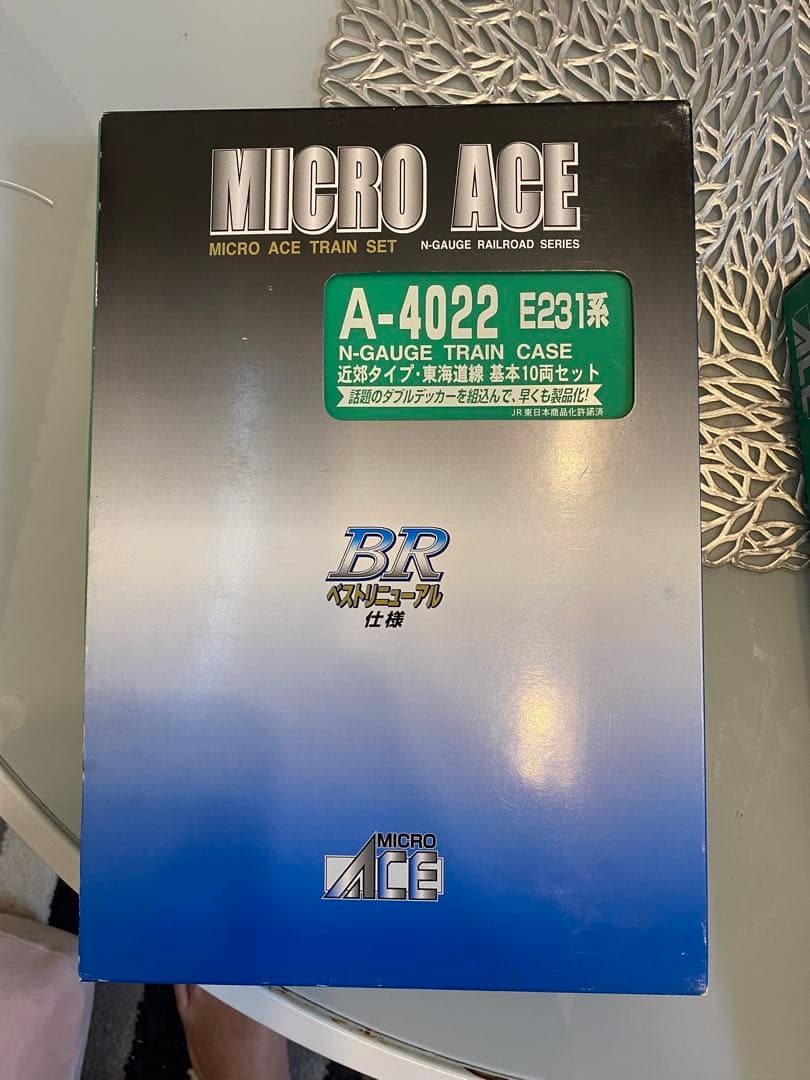 MICRO ACE
MICRO ACE TRAIN SET N-GAUGE RAILROAD SERIES
A-4022 E231系
N-GAUGE TRAIN CASE
近郊タイプ・東海道線 基本10両セット
話題のダブルデッカーを組込んで、早くも製品化!
JR東日本商品化許諾済
BR
ベストリニューアル
仕様
MICRO
ACE